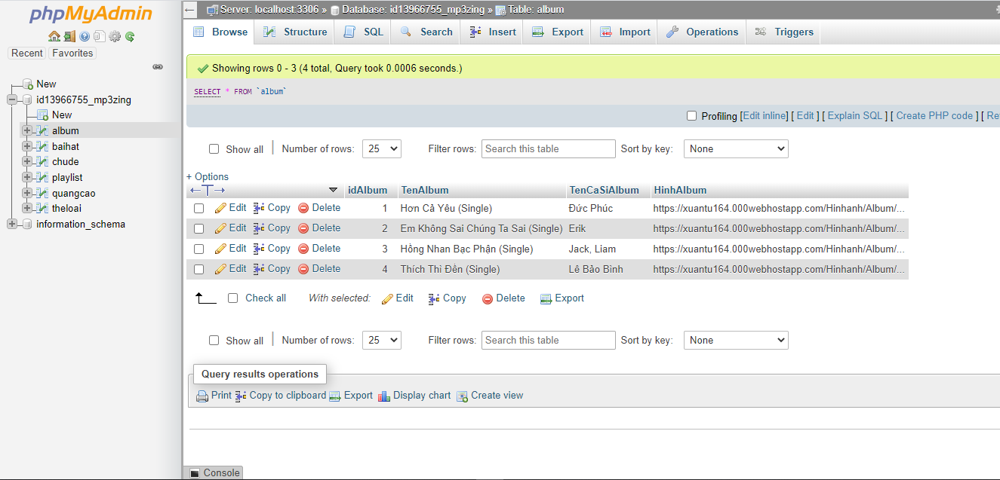 phpMyAdmin
Recent Favorites
New
id13966755_mp3zing
New
album
baihat
chude
playlist
quangcao
theloai
information_schema
Server: localhost:3306 » Database: id13966755_mp3zing » Table: album
Browse Structure SQL Search Insert Export Import Operations Triggers
Showing rows 0 - 3 (4 total, Query took 0.0006 seconds.)
SELECT * FROM `album`
Profiling [Edit inline] [ Edit ] [ Explain SQL ] [ Create PHP code ] [ Re
Show all Number of rows: 25 Filter rows: Search this table Sort by key: None
+ Options
←T→ idAlbum TenAlbum TenCaSiAlbum HinhAlbum
Edit Copy Delete 1 Hơn Cả Yêu (Single) Đức Phúc https://xuantu164.000webhostapp.com/Hinhanh/Album/...
Edit Copy Delete 2 Em Không Sai Chúng Ta Sai (Single) Erik https://xuantu164.000webhostapp.com/Hinhanh/Album/...
Edit Copy Delete 3 Hồng Nhan Bạc Phận (Single) Jack, Liam https://xuantu164.000webhostapp.com/Hinhanh/Album/...
Edit Copy Delete 4 Thích Thì Đến (Single) Lê Bảo Bình https://xuantu164.000webhostapp.com/Hinhanh/Album/...
Check all With selected: Edit Copy Delete Export
Show all Number of rows: 25 Filter rows: Search this table Sort by key: None
Query results operations
Print Copy to clipboard Export Display chart Create view
Console